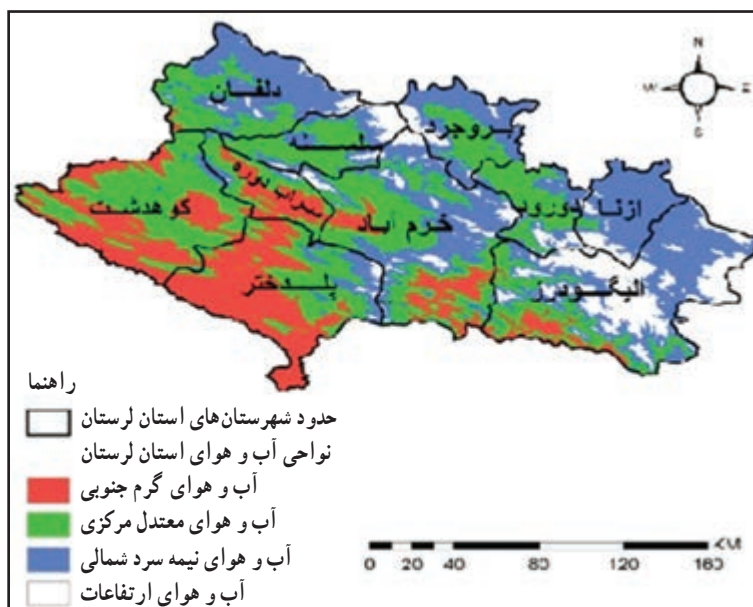 N
W E
S
دلفان
سلسله
بروجرد
سراب دوره
کوهدشت
خرم آباد
دورود
ازنا
پلدختر
الیگودرز
راهنما
حدود شهرستان‌های استان لرستان
نواحی آب و هوای استان لرستان
آب و هوای گرم جنوبی
آب و هوای معتدل مرکزی
آب و هوای نیمه سرد شمالی
آب و هوای ارتفاعات
KM
0 20 40 80 120 160